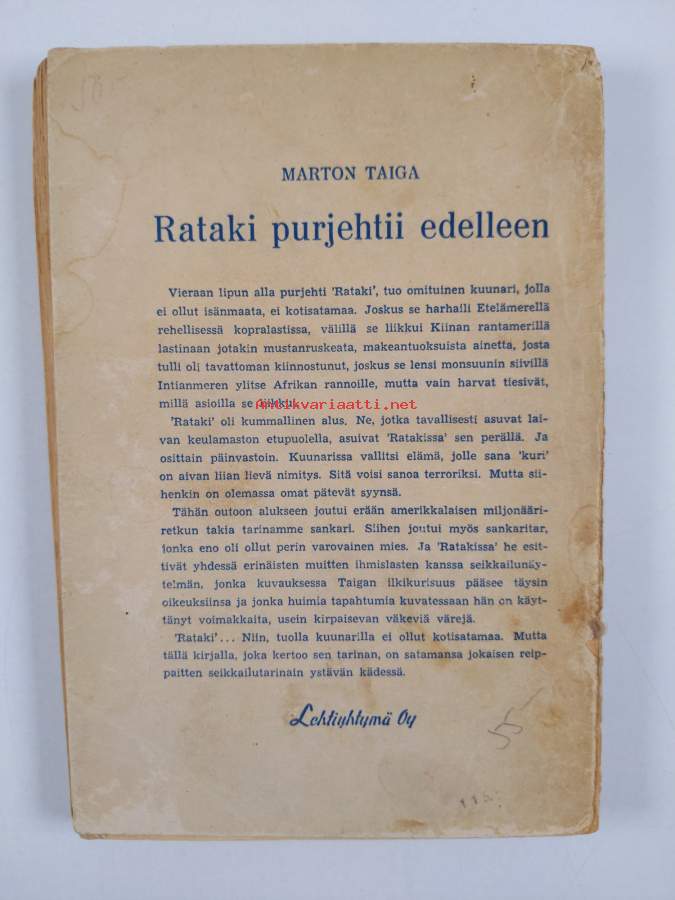 58-
MARTON TAIGA
Rataki purjehtii edelleen
Vieraan lipun alla purjehti 'Rataki', tuo omituinen kuunari, jolla
ei ollut isänmaata, ei kotisatamaa. Joskus se harhaili Etelämerellä
rehellisessä kopralastissa, välillä se liikkui Kiinan rantamerillä
lastinaan jotakin mustanruskeata, makeantuoksuista ainetta, josta
tulli oli tavattoman kiinnostunut, joskus se lensi monsuunin siivillä
Intianmeren ylitse Afrikan rannoille, mutta vain harvat tiesivät,
millä asioilla se liikkui.
antikvariaatti.net
'Rataki' oli kummallinen alus. Ne, jotka tavallisesti asuvat lai-
van keulamaston etupuolella, asuivat 'Ratakissa' sen perällä. Ja
osittain päinvastoin. Kuunarissa vallitsi elämä, jolle sana 'kuri'
on aivan liian lievä nimitys. Sitä voisi sanoa terroriksi. Mutta sii-
henkin on olemassa omat pätevät syynsä.
Tähän outoon alukseen joutui erään amerikkalaisen miljonääri-
retkun takia tarinamme sankari. Siihen joutui myös sankaritar,
jonka eno oli ollut perin varovainen mies. Ja 'Ratakissa' he esit-
tivät yhdessä erinäisten muitten ihmislasten kanssa seikkailunäy-
telmän, jonka kuvauksessa Taigan ilkikurisuus pääsee täysin
oikeuksiinsa ja jonka huimia tapahtumia kuvatessaan hän on käyt-
tänyt voimakkaita, usein kirpaisevan väkeviä värejä.
'Rataki'... Niin, tuolla kuunarilla ei ollut kotisatamaa. Mutta
tällä kirjalla, joka kertoo sen tarinan, on satamansa jokaisen reip-
paitten seikkailutarinain ystävän kädessä.
Lehtiyhtymä Oy
55-